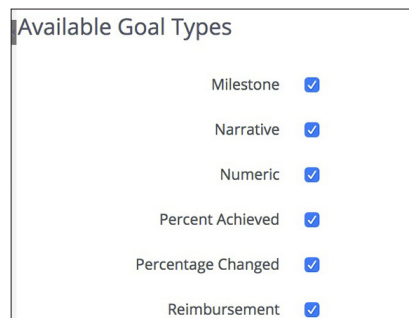 Available Goal Types
Milestone
Narrative
Numeric
Percent Achieved
Percentage Changed
Reimbursement